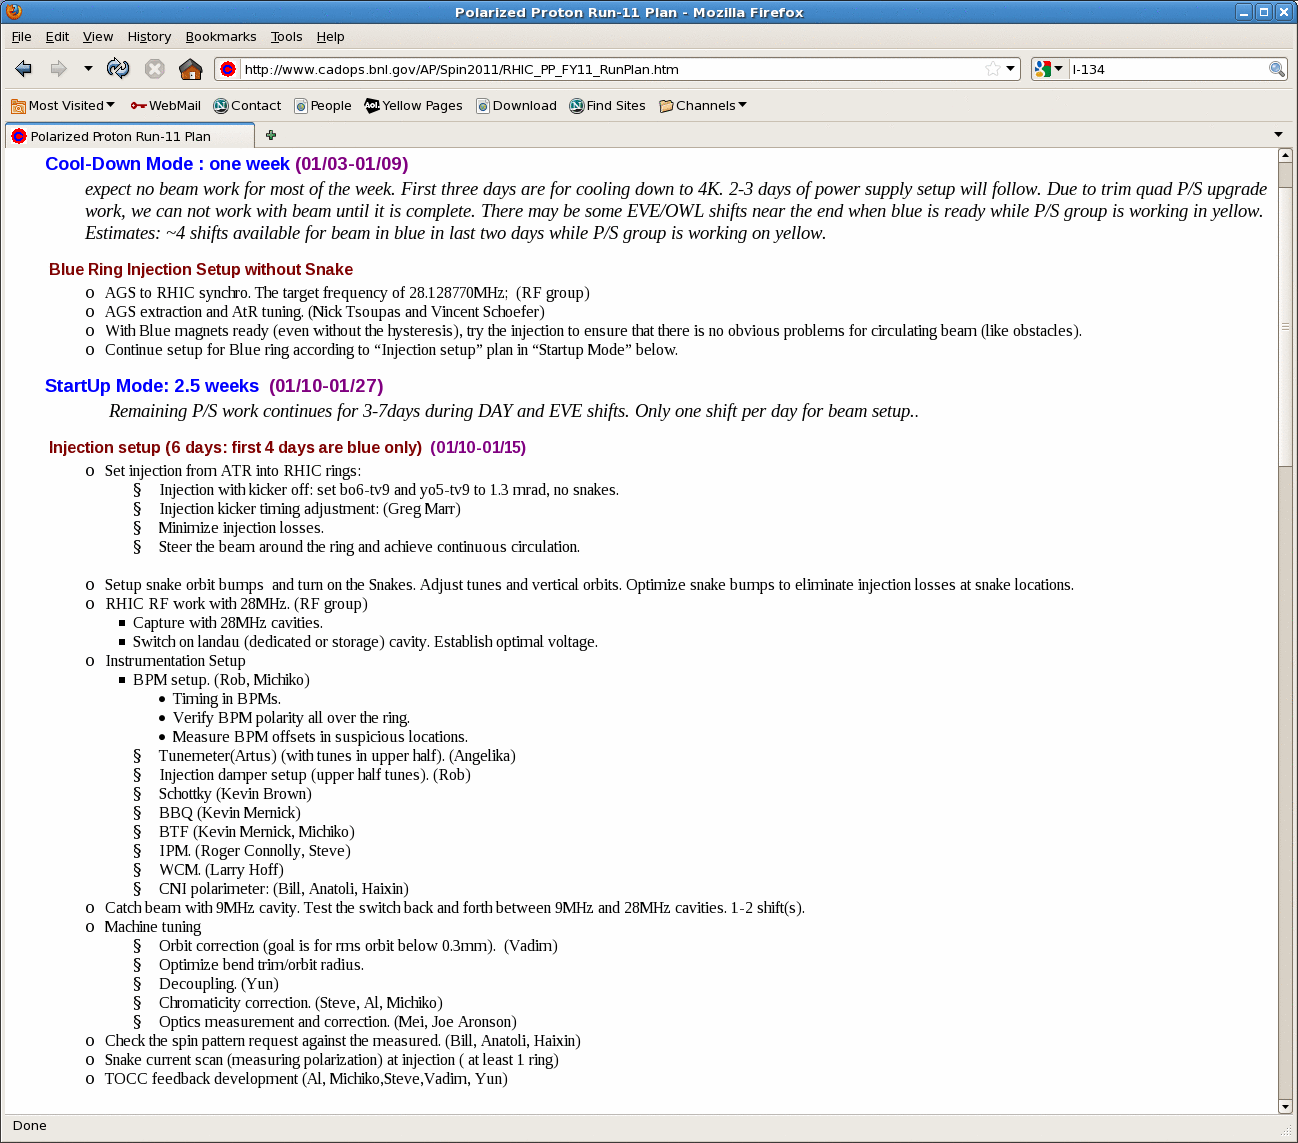 Polarized Proton Run-11 Plan - Mozilla Firefox
File Edit View History Bookmarks Tools Help
http://www.cadops.bnl.gov/AP/Spin2011/RHIC_PP_FY11_RunPlan.htm
I-134
Most Visited WebMail Contact People AOL Yellow Pages Download Find Sites Channels
Polarized Proton Run-11 Plan
Cool-Down Mode : one week (01/03-01/09)
expect no beam work for most of the week. First three days are for cooling down to 4K. 2-3 days of power supply setup will follow. Due to trim quad P/S upgrade
work, we can not work with beam until it is complete. There may be some EVE/OWL shifts near the end when blue is ready while P/S group is working in yellow.
Estimates: ~4 shifts available for beam in blue in last two days while P/S group is working on yellow.
Blue Ring Injection Setup without Snake
o AGS to RHIC synchro. The target frequency of 28.128770MHz;  (RF group)
o AGS extraction and AtR tuning. (Nick Tsoupas and Vincent Schoefer)
o With Blue magnets ready (even without the hysteresis), try the injection to ensure that there is no obvious problems for circulating beam (like obstacles).
o Continue setup for Blue ring according to “Injection setup” plan in “Startup Mode” below.
StartUp Mode: 2.5 weeks  (01/10-01/27)
Remaining P/S work continues for 3-7days during DAY and EVE shifts. Only one shift per day for beam setup..
Injection setup (6 days: first 4 days are blue only)  (01/10-01/15)
o Set injection from ATR into RHIC rings:
§ Injection with kicker off: set bo6-tv9 and yo5-tv9 to 1.3 mrad, no snakes.
§ Injection kicker timing adjustment: (Greg Marr)
§ Minimize injection losses.
§ Steer the beam around the ring and achieve continuous circulation.
o Setup snake orbit bumps  and turn on the Snakes. Adjust tunes and vertical orbits. Optimize snake bumps to eliminate injection losses at snake locations.
o RHIC RF work with 28MHz. (RF group)
▪ Capture with 28MHz cavities.
▪ Switch on landau (dedicated or storage) cavity. Establish optimal voltage.
o Instrumentation Setup
▪ BPM setup. (Rob, Michiko)
• Timing in BPMs.
• Verify BPM polarity all over the ring.
• Measure BPM offsets in suspicious locations.
§ Tunemeter(Artus) (with tunes in upper half). (Angelika)
§ Injection damper setup (upper half tunes). (Rob)
§ Schottky (Kevin Brown)
§ BBQ (Kevin Mernick)
§ BTF (Kevin Mernick, Michiko)
§ IPM. (Roger Connolly, Steve)
§ WCM. (Larry Hoff)
§ CNI polarimeter: (Bill, Anatoli, Haixin)
o Catch beam with 9MHz cavity. Test the switch back and forth between 9MHz and 28MHz cavities. 1-2 shift(s).
o Machine tuning
§ Orbit correction (goal is for rms orbit below 0.3mm).  (Vadim)
§ Optimize bend trim/orbit radius.
§ Decoupling. (Yun)
§ Chromaticity correction. (Steve, Al, Michiko)
§ Optics measurement and correction. (Mei, Joe Aronson)
o Check the spin pattern request against the measured. (Bill, Anatoli, Haixin)
o Snake current scan (measuring polarization) at injection ( at least 1 ring)
o TOCC feedback development (Al, Michiko,Steve,Vadim, Yun)
Done